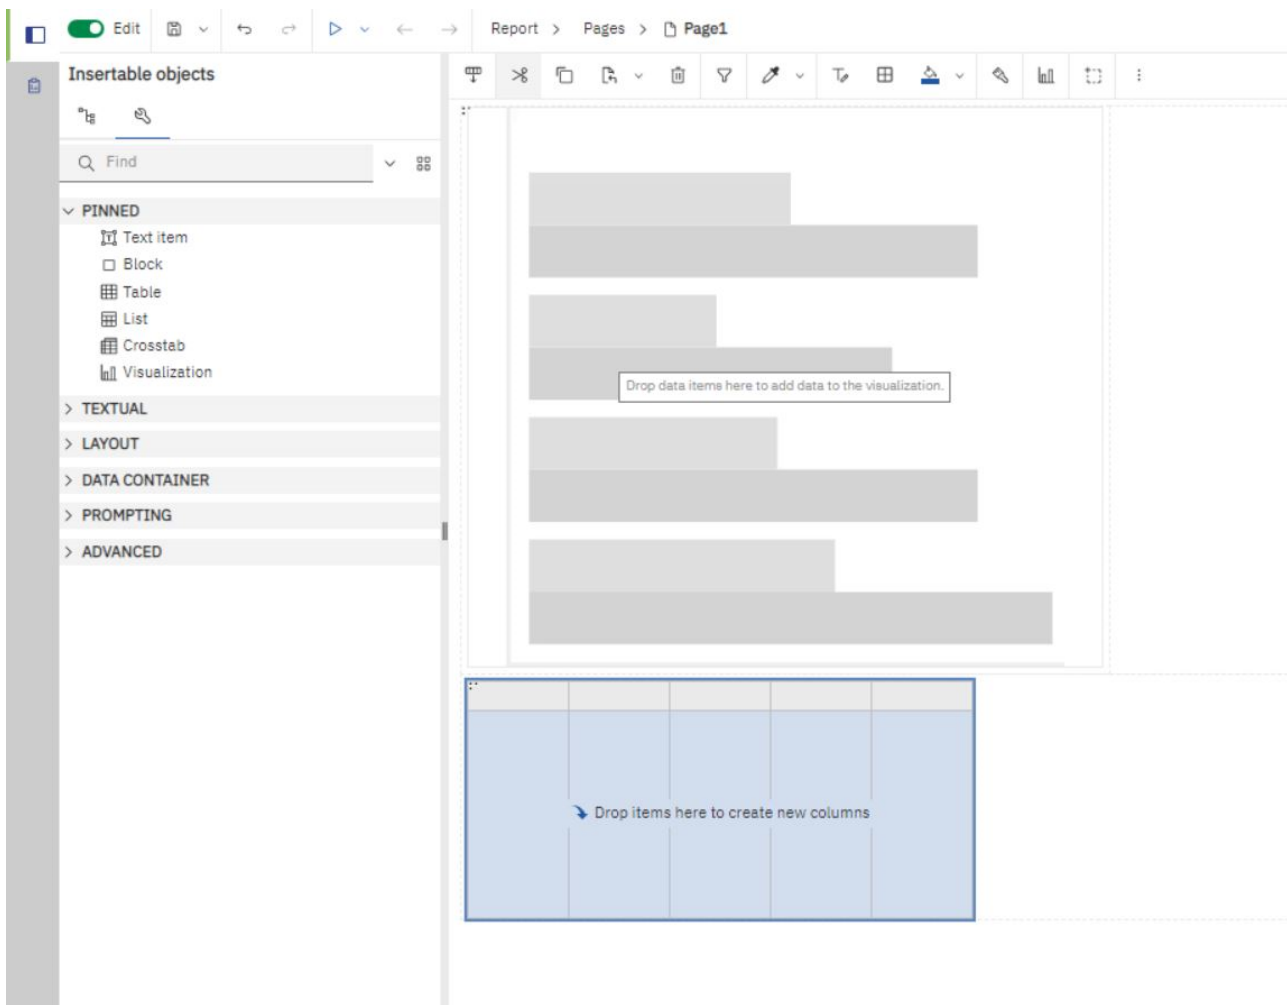 Edit
Report > Pages > Page1
Insertable objects
Find
PINNED
Text item
Block
Table
List
Crosstab
Visualization
TEXTUAL
LAYOUT
DATA CONTAINER
PROMPTING
ADVANCED
Drop data items here to add data to the visualization.
Drop items here to create new columns